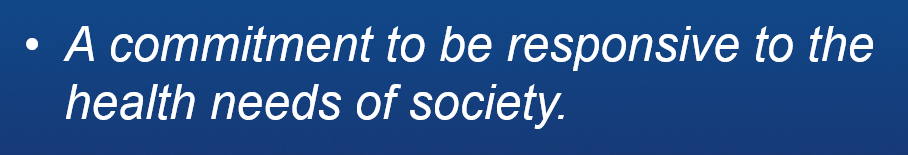 • A commitment to be responsive to the
health needs of society.